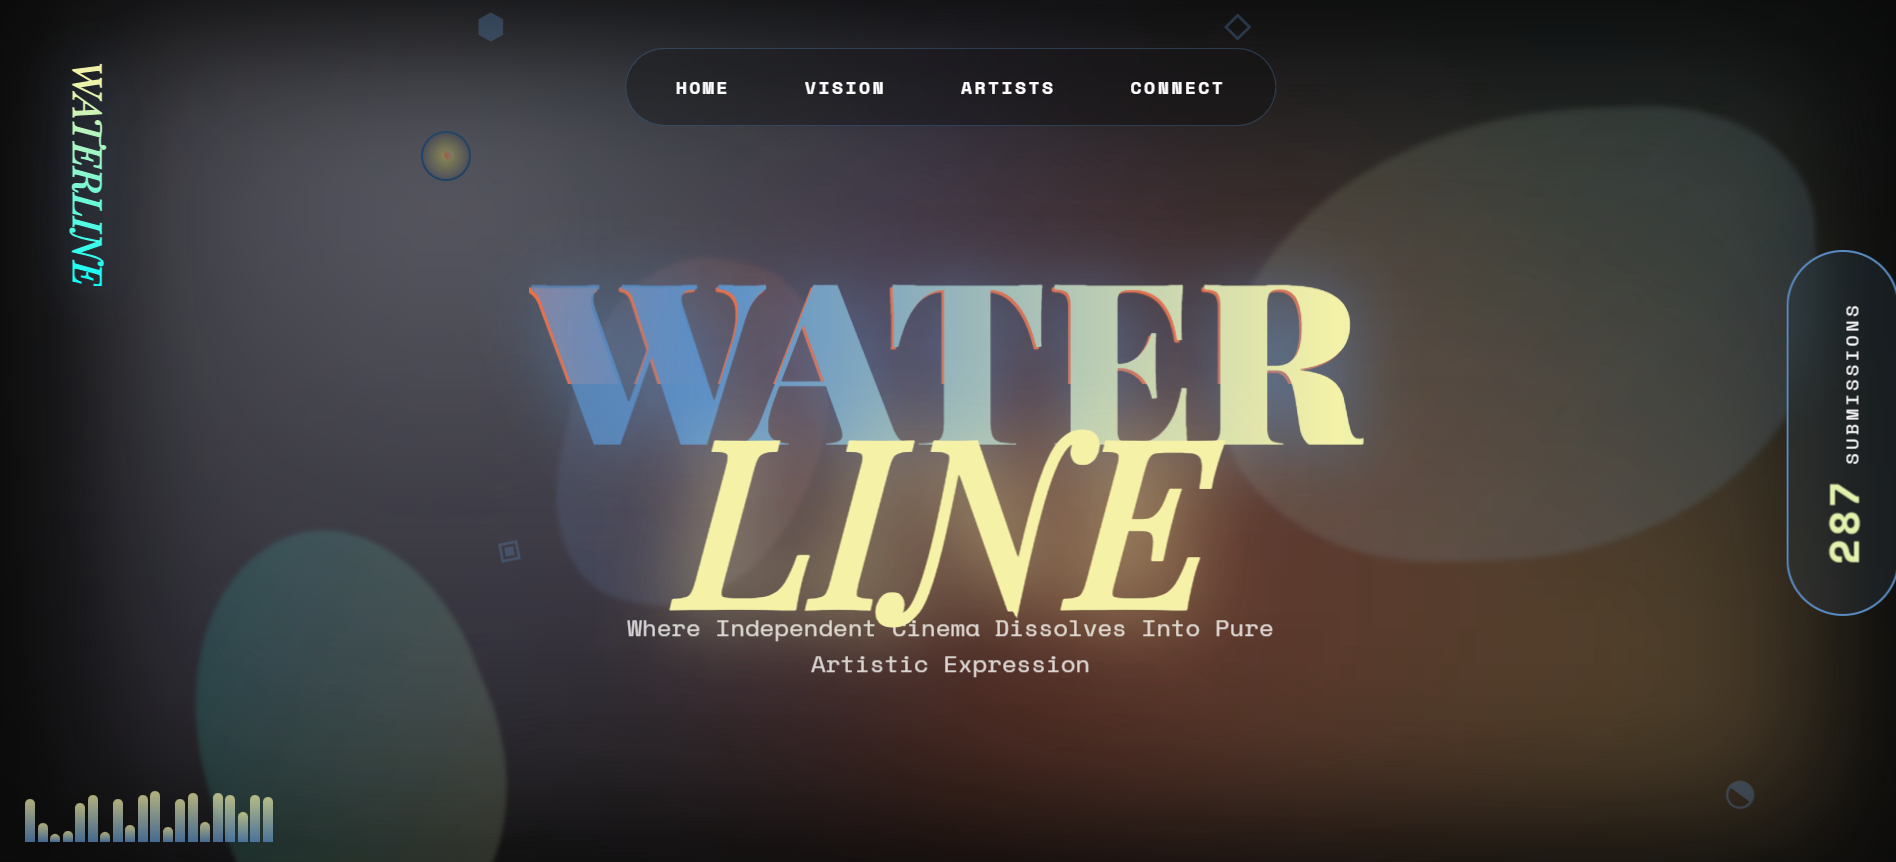 WATERLINE
HOME VISION ARTISTS CONNECT
WATER
LINE
Where Independent Cinema Dissolves Into Pure
Artistic Expression
287 SUBMISSIONS